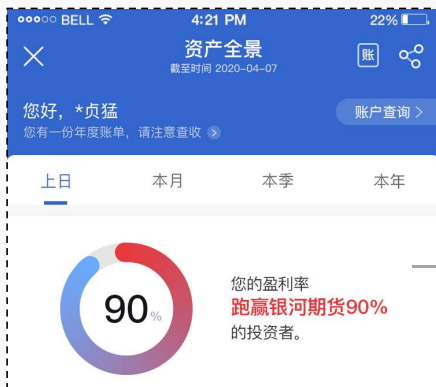 BELL 4:21 PM 22%
资产全景 账
截至时间 2020-04-07
您好，*贞猛 账户查询 >
您有一份年度账单，请注意查收 >
上日 本月 本季 本年
您的盈利率
90% 跑赢银河期货90%
的投资者。